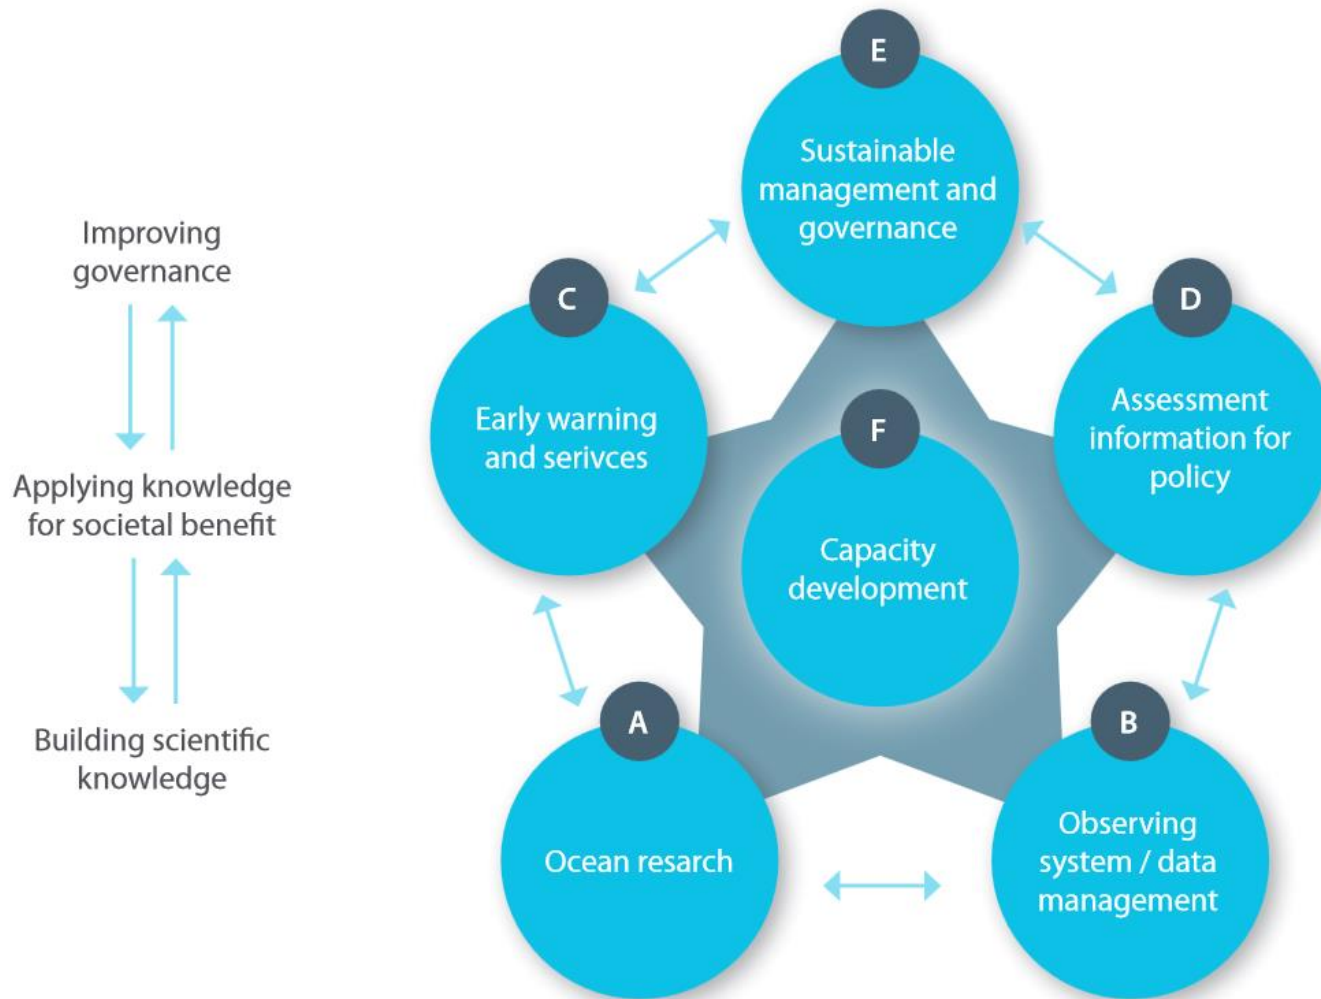 Improving
governance
Applying knowledge
for societal benefit
Building scientific
knowledge
E
Sustainable
management and
governance
C
Early warning
and serivces
D
Assessment
information for
policy
F
Capacity
development
A
Ocean resarch
B
Observing
system / data
management